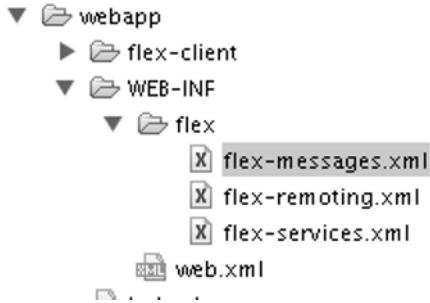 webapp
flex-client
WEB-INF
flex
flex-messages.xml
flex-remoting.xml
flex-services.xml
web.xml